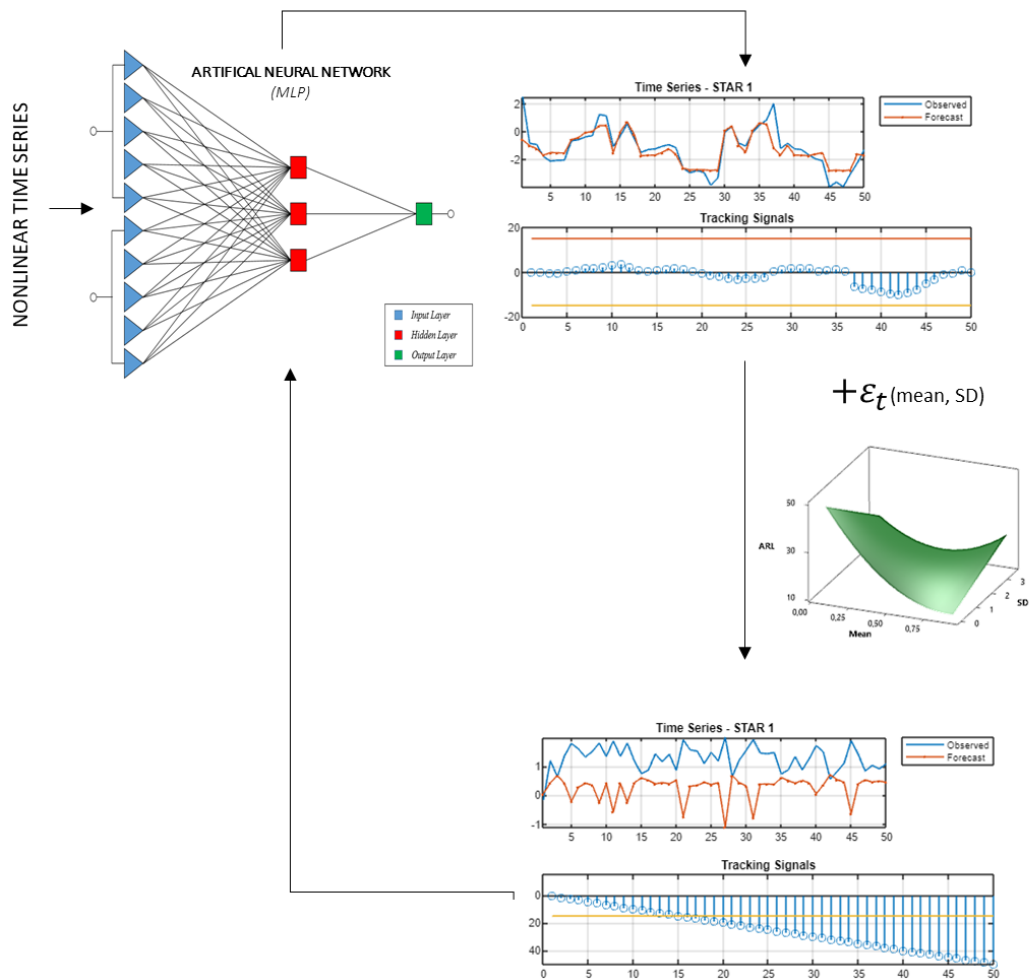 NONLINEAR TIME SERIES
ARTIFICAL NEURAL NETWORK
(MLP)
Input Layer
Hidden Layer
Output Layer
Time Series - STAR 1
Observed
Forecast
2
0
-2
5 10 15 20 25 30 35 40 45 50
Tracking Signals
20
0
-20
0 5 10 15 20 25 30 35 40 45 50
+εt (mean, SD)
50
ARL
30
10
0,00 0,25 0,50 0,75
Mean
3
2
1
0
SD
Time Series - STAR 1
Observed
Forecast
1
0
-1
5 10 15 20 25 30 35 40 45 50
Tracking Signals
0
20
40
0 5 10 15 20 25 30 35 40 45 50